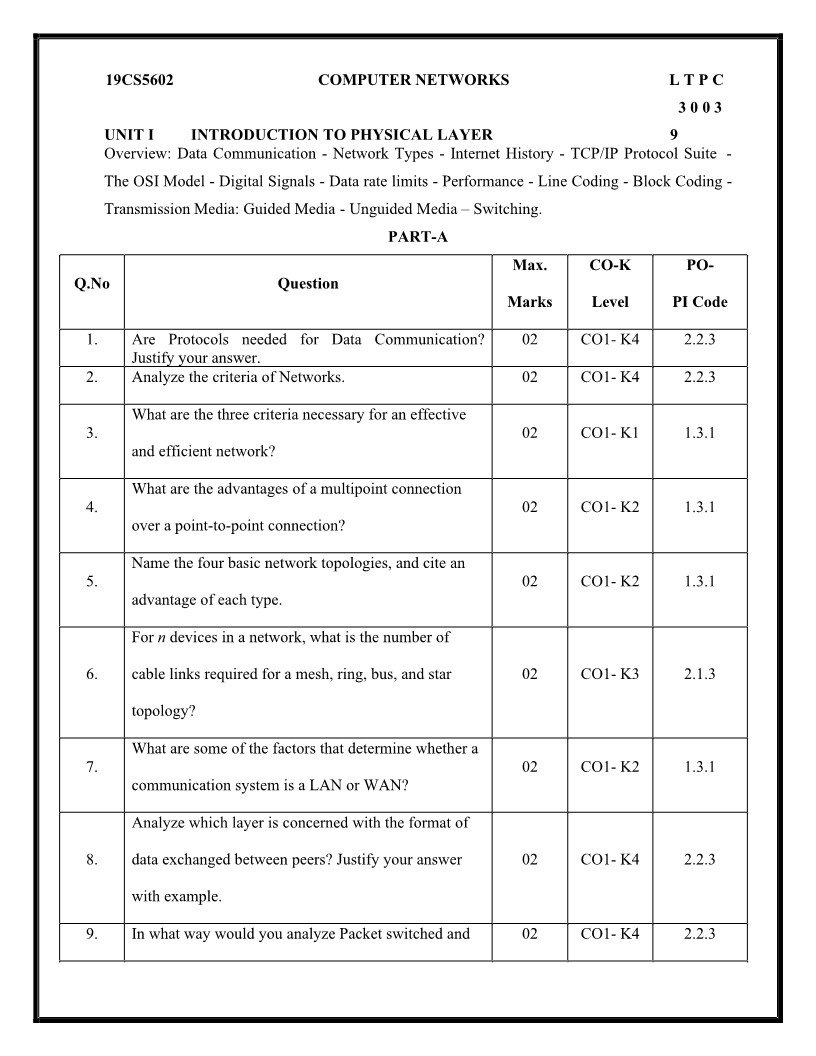 19CS5602 COMPUTER NETWORKS L T P C
3 0 0 3
UNIT I INTRODUCTION TO PHYSICAL LAYER 9
Overview: Data Communication - Network Types - Internet History - TCP/IP Protocol Suite -
The OSI Model - Digital Signals - Data rate limits - Performance - Line Coding - Block Coding -
Transmission Media: Guided Media - Unguided Media – Switching.
PART-A
Q.No Question Max. Marks CO-K Level PO- PI Code
1. Are Protocols needed for Data Communication? 02 CO1- K4 2.2.3
Justify your answer.
2. Analyze the criteria of Networks. 02 CO1- K4 2.2.3
What are the three criteria necessary for an effective
3. 02 CO1- K1 1.3.1
and efficient network?
What are the advantages of a multipoint connection
4. 02 CO1- K2 1.3.1
over a point-to-point connection?
Name the four basic network topologies, and cite an
5. 02 CO1- K2 1.3.1
advantage of each type.
For n devices in a network, what is the number of
6. cable links required for a mesh, ring, bus, and star 02 CO1- K3 2.1.3
topology?
What are some of the factors that determine whether a
7. 02 CO1- K2 1.3.1
communication system is a LAN or WAN?
Analyze which layer is concerned with the format of
8. data exchanged between peers? Justify your answer 02 CO1- K4 2.2.3
with example.
9. In what way would you analyze Packet switched and 02 CO1- K4 2.2.3